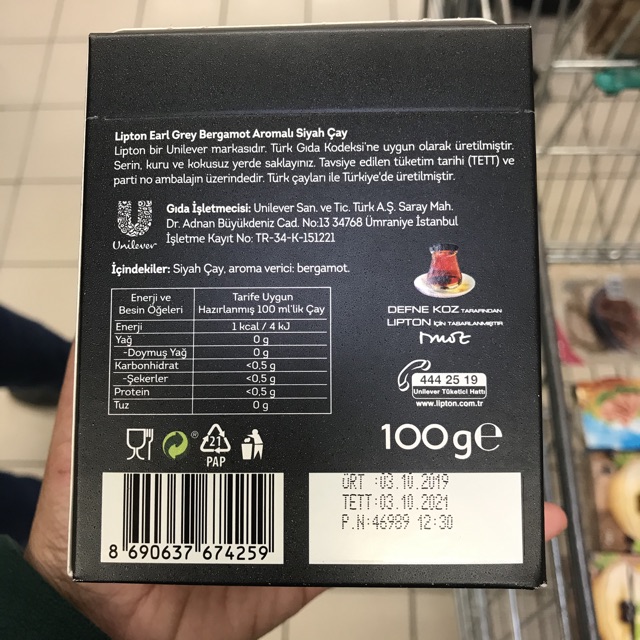 Lipton Earl Grey Bergamot Aromalı Siyah Çay
Lipton bir Unilever markasıdır. Türk Gıda Kodeksi'ne uygun olarak üretilmiştir.
Serin, kuru ve kokusuz yerde saklayınız. Tavsiye edilen tüketim tarihi (TETT) ve
parti no ambalajın üzerindedir. Türk çayları ile Türkiye'de üretilmiştir.
Unilever
Gıda İşletmecisi: Unilever San. ve Tic. Türk A.Ş. Saray Mah.
Dr. Adnan Büyükdeniz Cad. No:13 34768 Ümraniye İstanbul
İşletme Kayıt No: TR-34-K-151221
İçindekiler: Siyah Çay, aroma verici: bergamot.
Enerji ve Besin Öğeleri Tarife Uygun Hazırlanmış 100 ml'lik Çay
Enerji 1 kcal / 4 kJ
Yağ 0 g
-Doymuş Yağ 0 g
Karbonhidrat <0,5 g
-Şekerler <0,5 g
Protein <0,5 g
Tuz 0 g
DEFNE KOZ TARAFINDAN
LIPTON İÇİN TASARLANMIŞTIR
444 25 19
Unilever Tüketici Hattı
www.lipton.com.tr
21
PAP
100g℮
8 690637 674259
ÜRT :03.10.2019
TETT:03.10.2021
P.N:46989 12:30